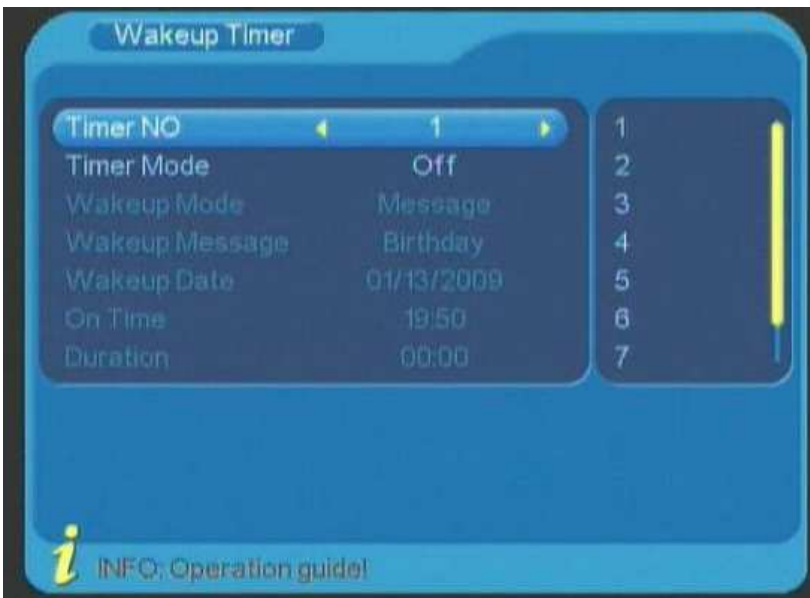 Wakeup Timer
Timer NO 1
Timer Mode Off
Wakeup Mode Message
Wakeup Message Birthday
Wakeup Date 01/13/2009
On Time 19:50
Duration 00:00
1
2
3
4
5
6
7
INFO: Operation guide!